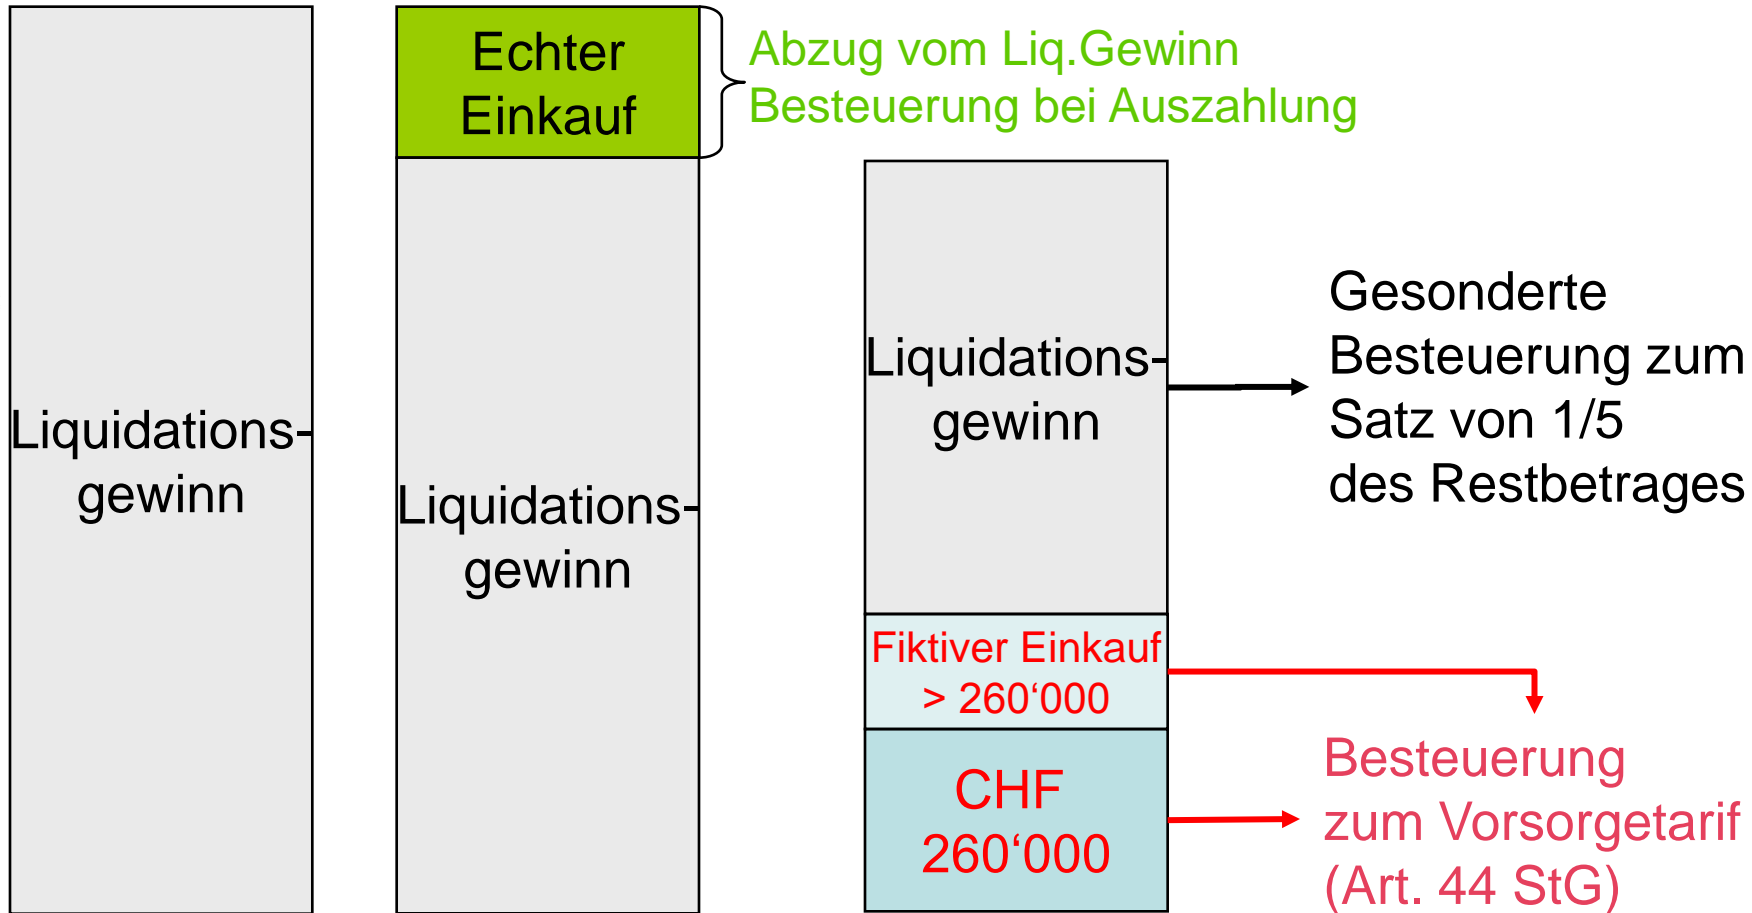 Liquidations-
gewinn
Echter
Einkauf
Liquidations-
gewinn
Abzug vom Liq.Gewinn
Besteuerung bei Auszahlung
Liquidations-
gewinn
Gesonderte
Besteuerung zum
Satz von 1/5
des Restbetrages
Fiktiver Einkauf
> 260‘000
CHF
260‘000
Besteuerung
zum Vorsorgetarif
(Art. 44 StG)